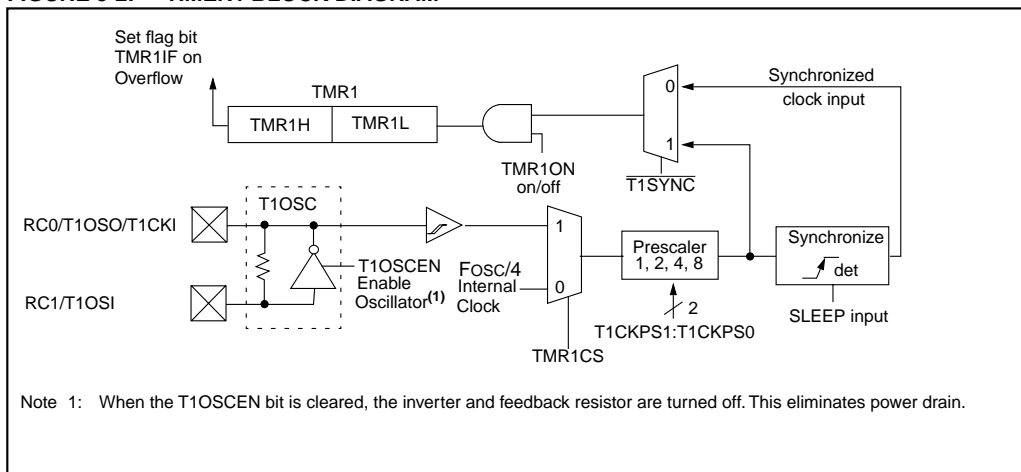 Set flag bit
TMR1IF on
Overflow
TMR1
TMR1H
TMR1L
TMR1ON
on/off
0
1
T1SYNC
Synchronized
clock input
RC0/T1OSO/T1CKI
RC1/T1OSI
T1OSC
T1OSCEN
Enable
Oscillator(1)
FOSC/4
Internal
Clock
1
0
TMR1CS
Prescaler
1, 2, 4, 8
2
T1CKPS1:T1CKPS0
Synchronize
det
SLEEP input
Note 1: When the T1OSCEN bit is cleared, the inverter and feedback resistor are turned off. This eliminates power drain.